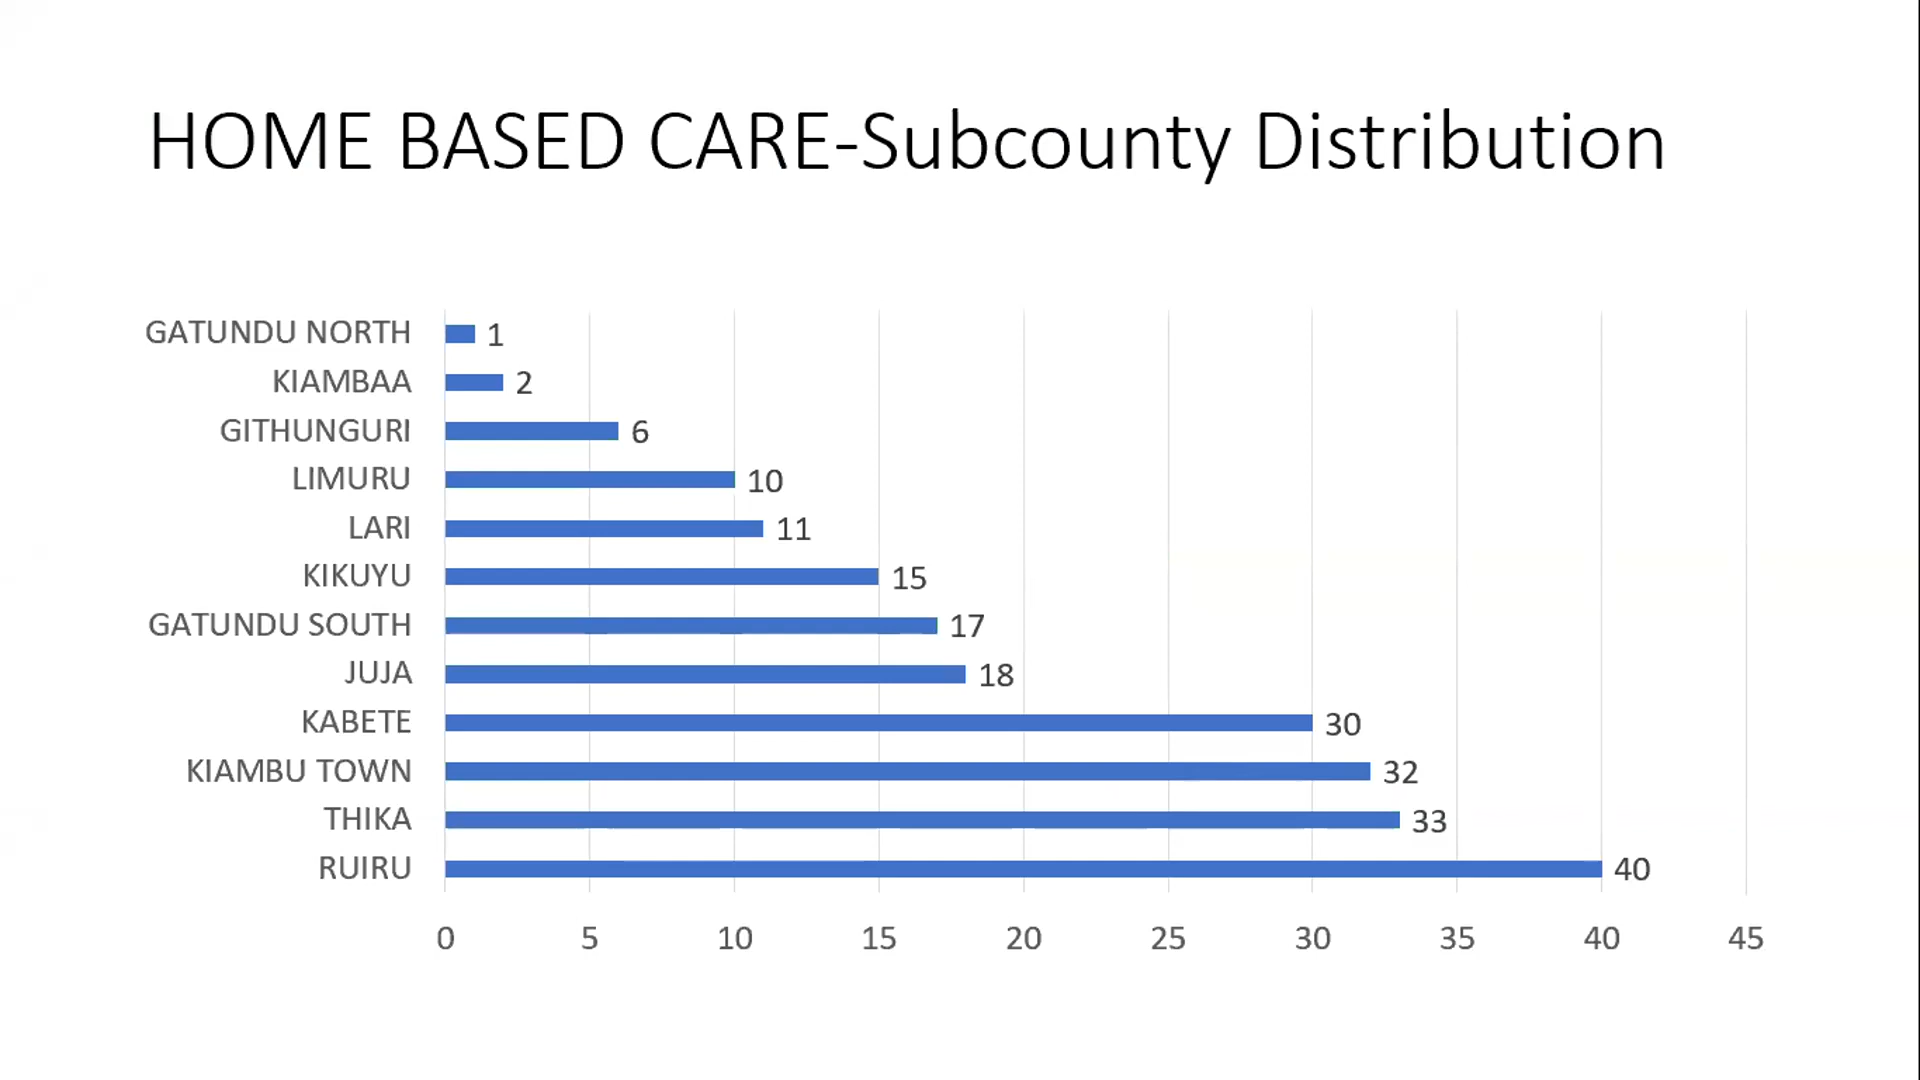 HOME BASED CARE-Subcounty Distribution
GATUNDU NORTH 1
KIAMBAA 2
GITHUNGURI 6
LIMURU 10
LARI 11
KIKUYU 15
GATUNDU SOUTH 17
JUJA 18
KABETE 30
KIAMBU TOWN 32
THIKA 33
RUIRU 40
0 5 10 15 20 25 30 35 40 45